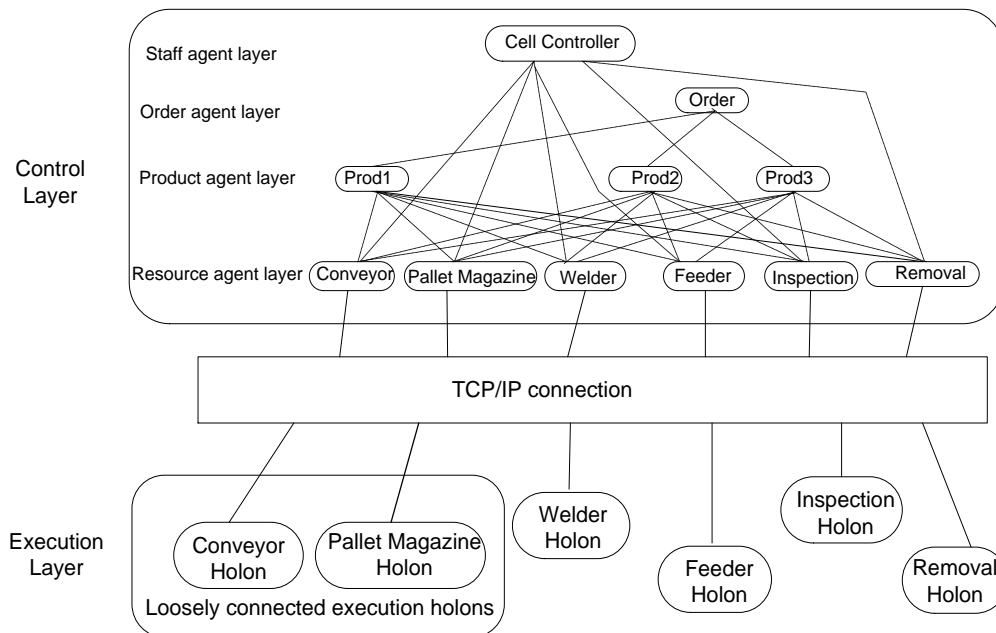 Staff agent layer
Cell Controller
Order agent layer
Order
Control
Layer
Product agent layer
Prod1
Prod2
Prod3
Resource agent layer
Conveyor
Pallet Magazine
Welder
Feeder
Inspection
Removal
TCP/IP connection
Execution
Layer
Conveyor
Holon
Pallet Magazine
Holon
Loosely connected execution holons
Welder
Holon
Feeder
Holon
Inspection
Holon
Removal
Holon